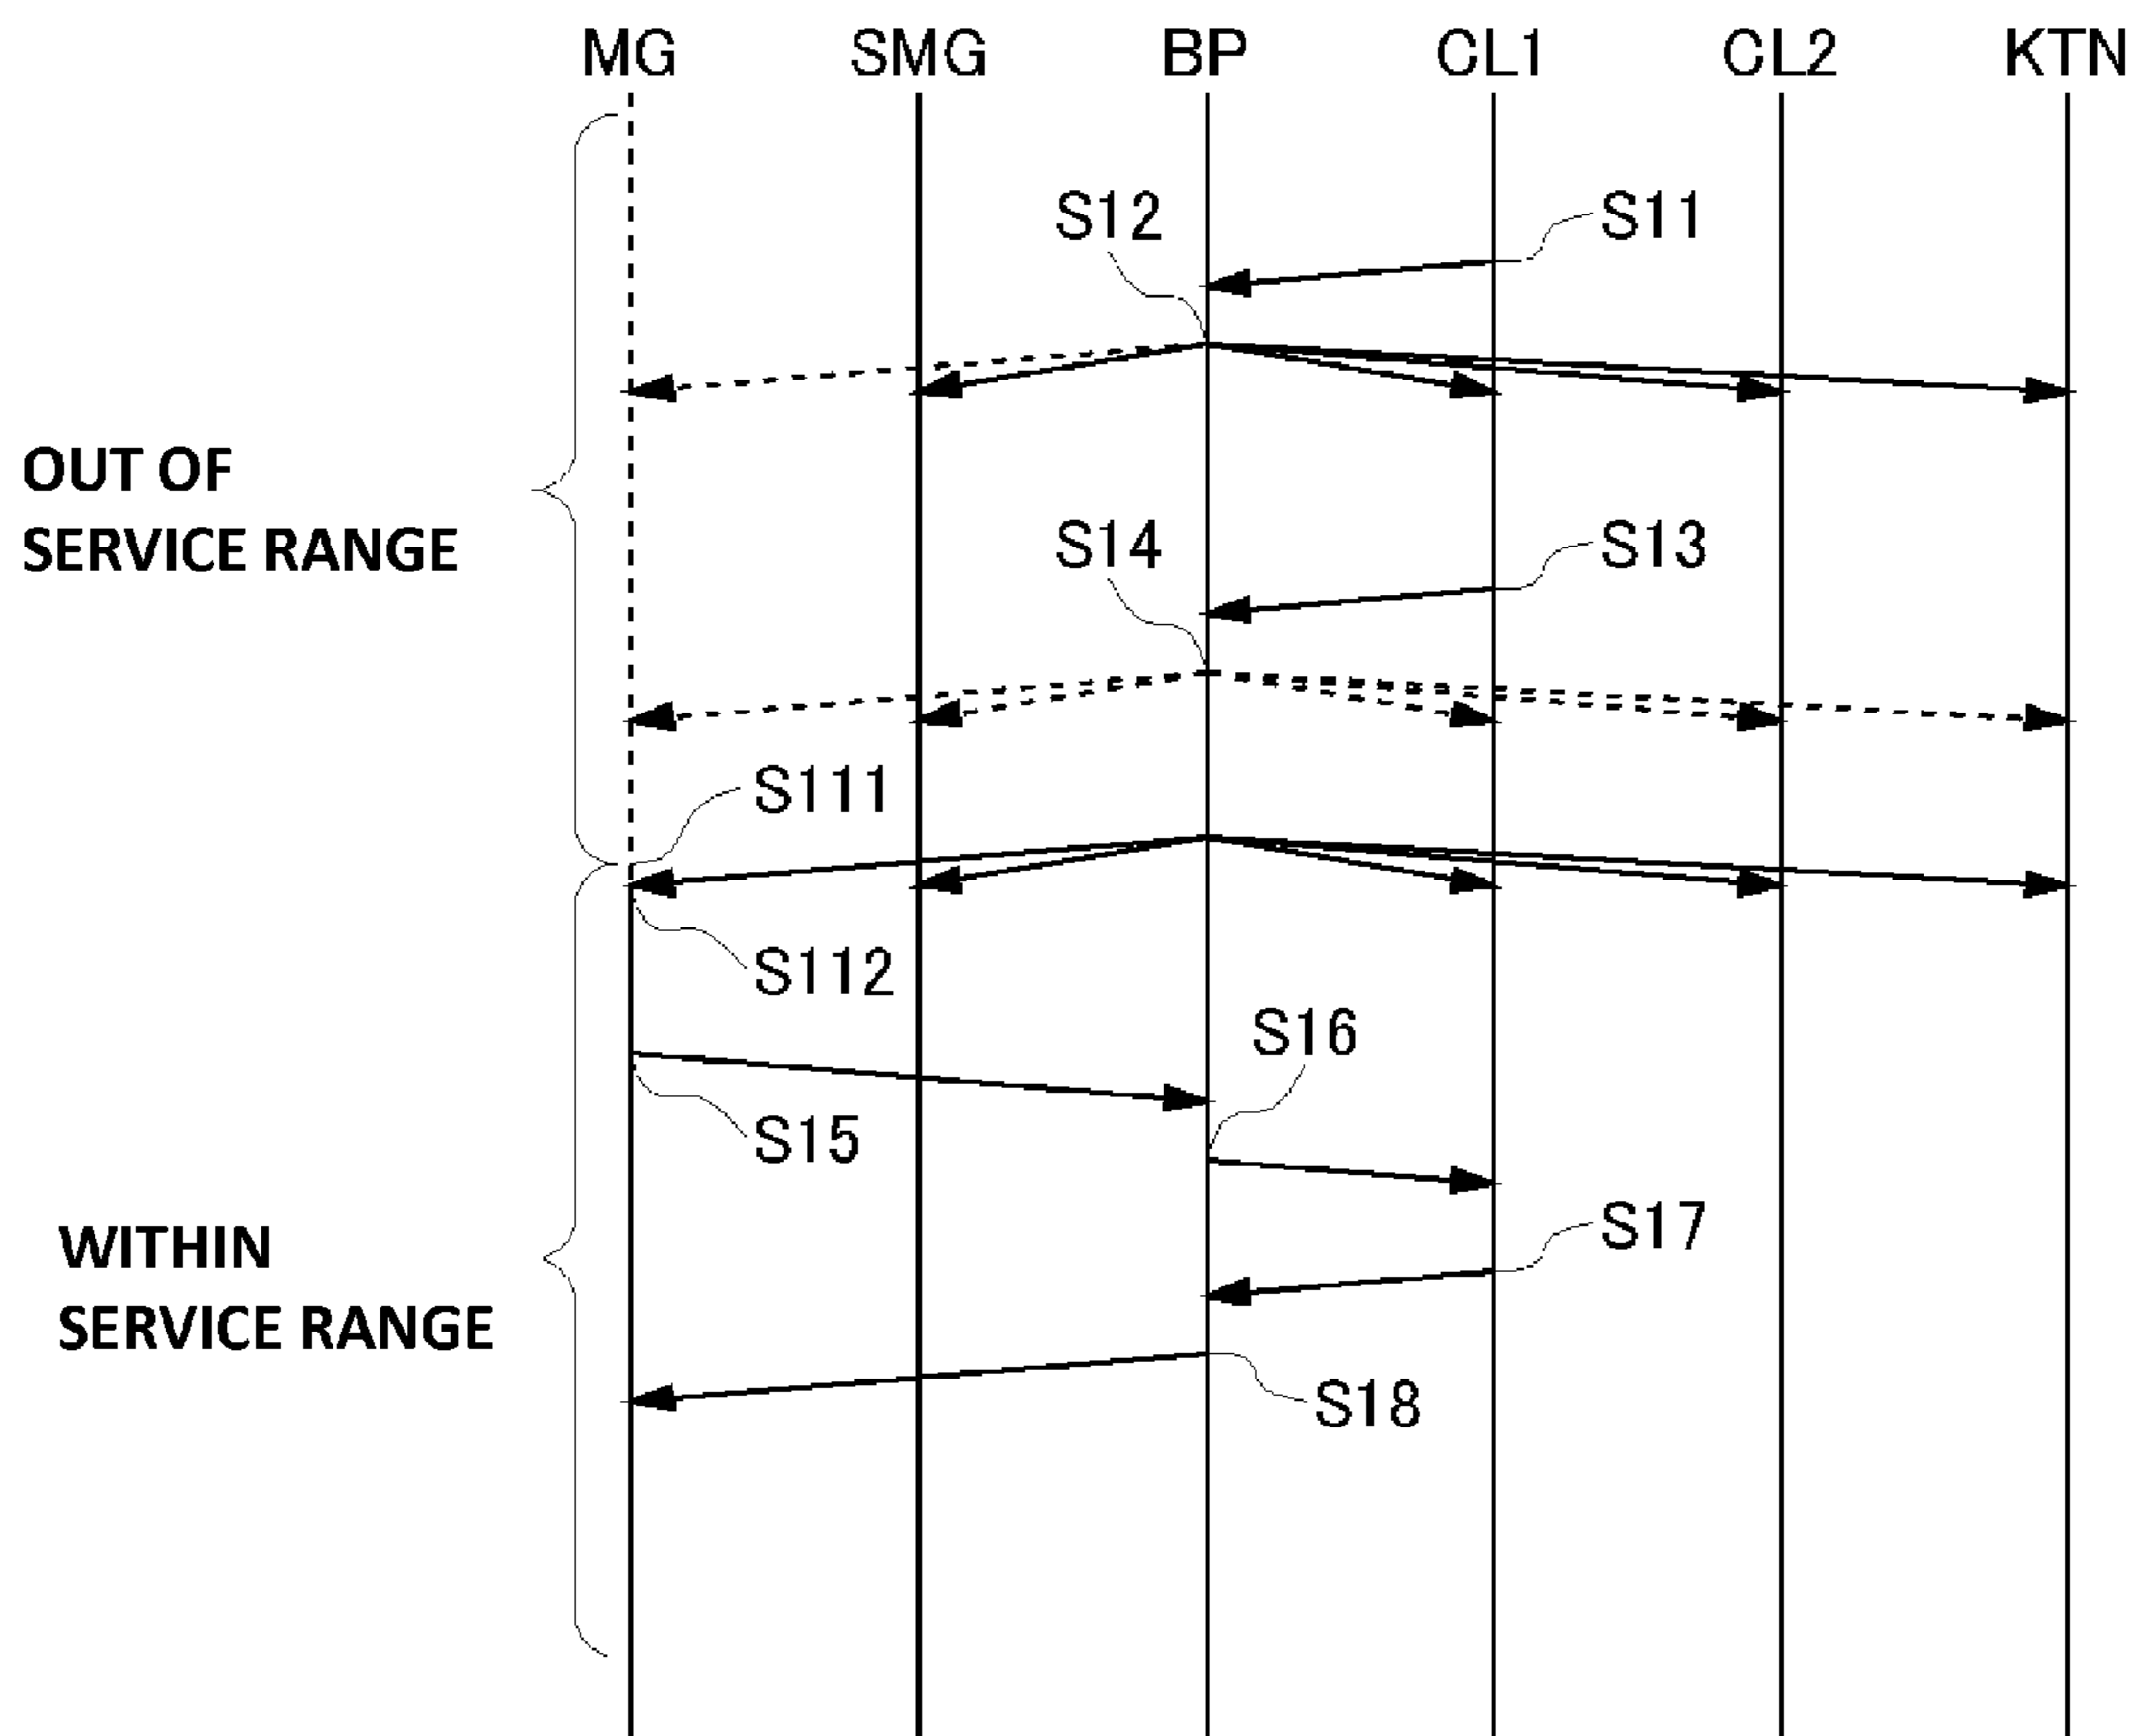 MG SMG BP CL1 CL2 KTN
S12 S11
OUT OF
SERVICE RANGE
S14 S13
S111
S112
S16
S15
S17
WITHIN
SERVICE RANGE
S18